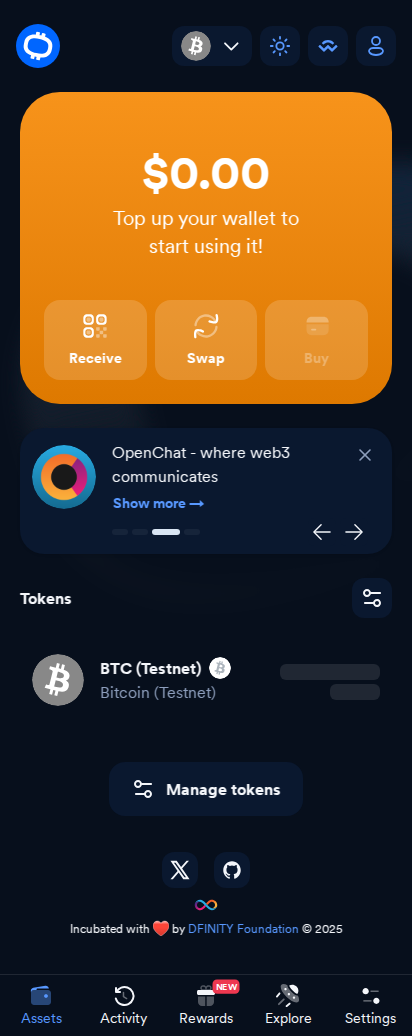 $0.00
Top up your wallet to
start using it!
Receive
Swap
Buy
OpenChat - where web3
communicates
Show more →
Tokens
BTC (Testnet)
Bitcoin (Testnet)
Manage tokens
Incubated with ❤️ by DFINITY Foundation © 2025
NEW
Assets
Activity
Rewards
Explore
Settings